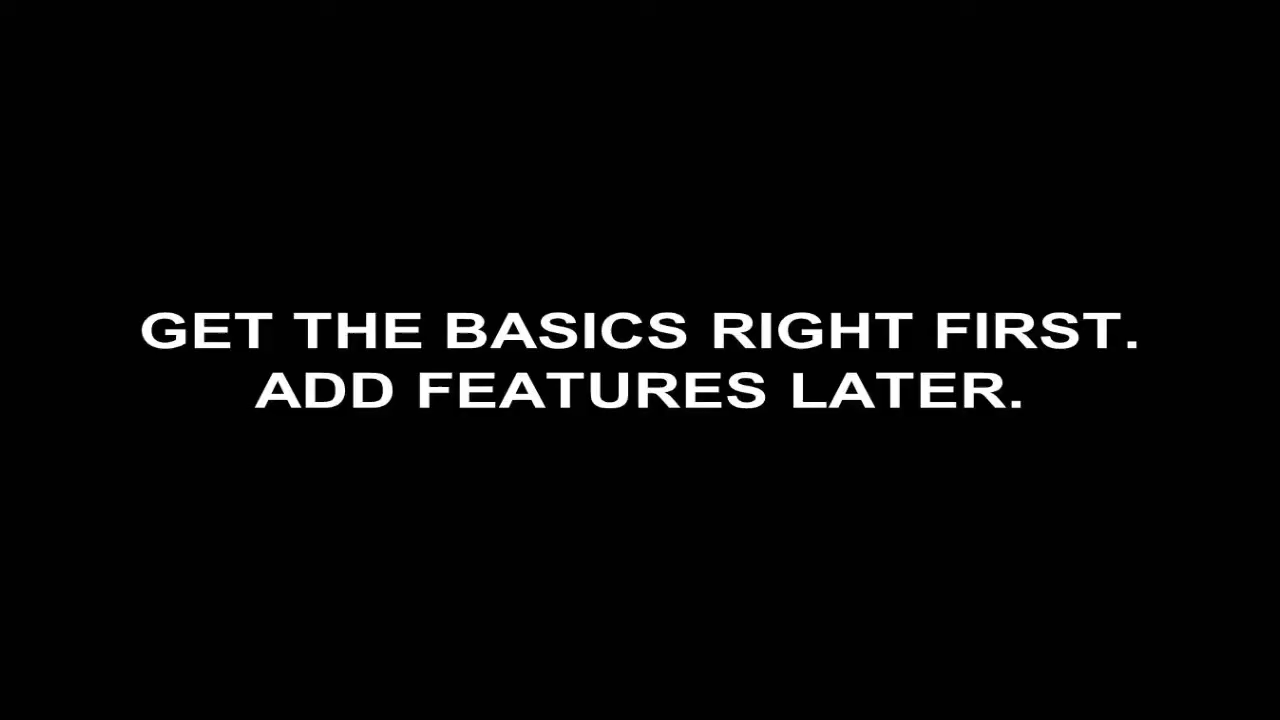 GET THE BASICS RIGHT FIRST.
ADD FEATURES LATER.